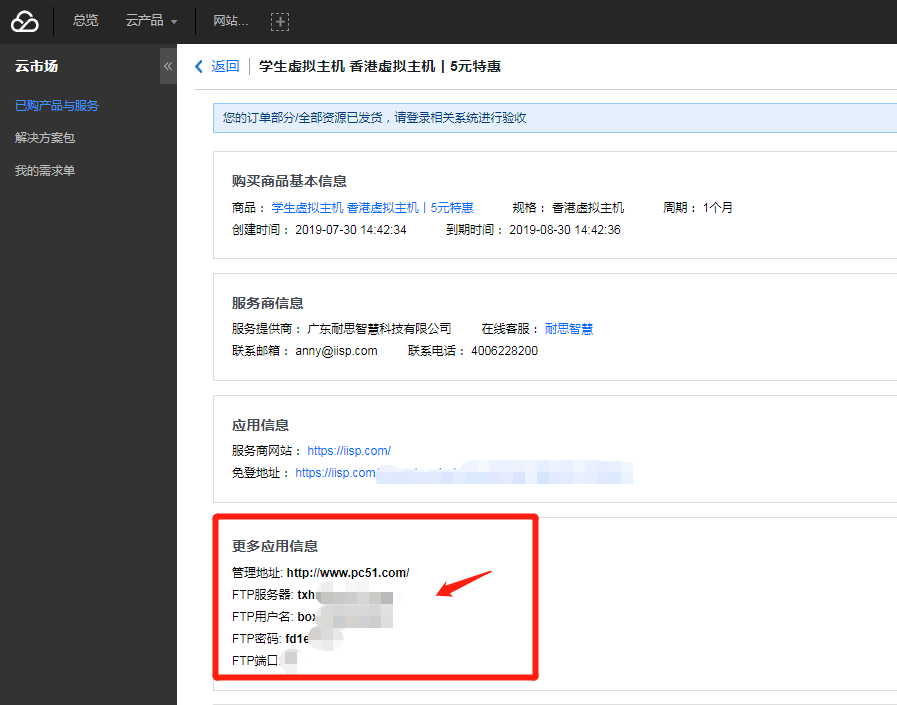 总览 云产品 网站...
云市场
«
已购产品与服务
解决方案包
我的需求单
返回 学生虚拟主机 香港虚拟主机丨5元特惠
您的订单部分/全部资源已发货，请登录相关系统进行验收
购买商品基本信息
商品： 学生虚拟主机 香港虚拟主机丨5元特惠 规格： 香港虚拟主机 周期： 1个月
创建时间： 2019-07-30 14:42:34 到期时间： 2019-08-30 14:42:36
服务商信息
服务提供商： 广东耐思智慧科技有限公司 在线客服： 耐思智慧
联系邮箱： anny@iisp.com 联系电话： 4006228200
应用信息
服务商网站： https://iisp.com/
免登地址： https://iisp.com/
更多应用信息
管理地址: http://www.pc51.com/
FTP服务器: txh
FTP用户名: box
FTP密码: fd1e
FTP端口